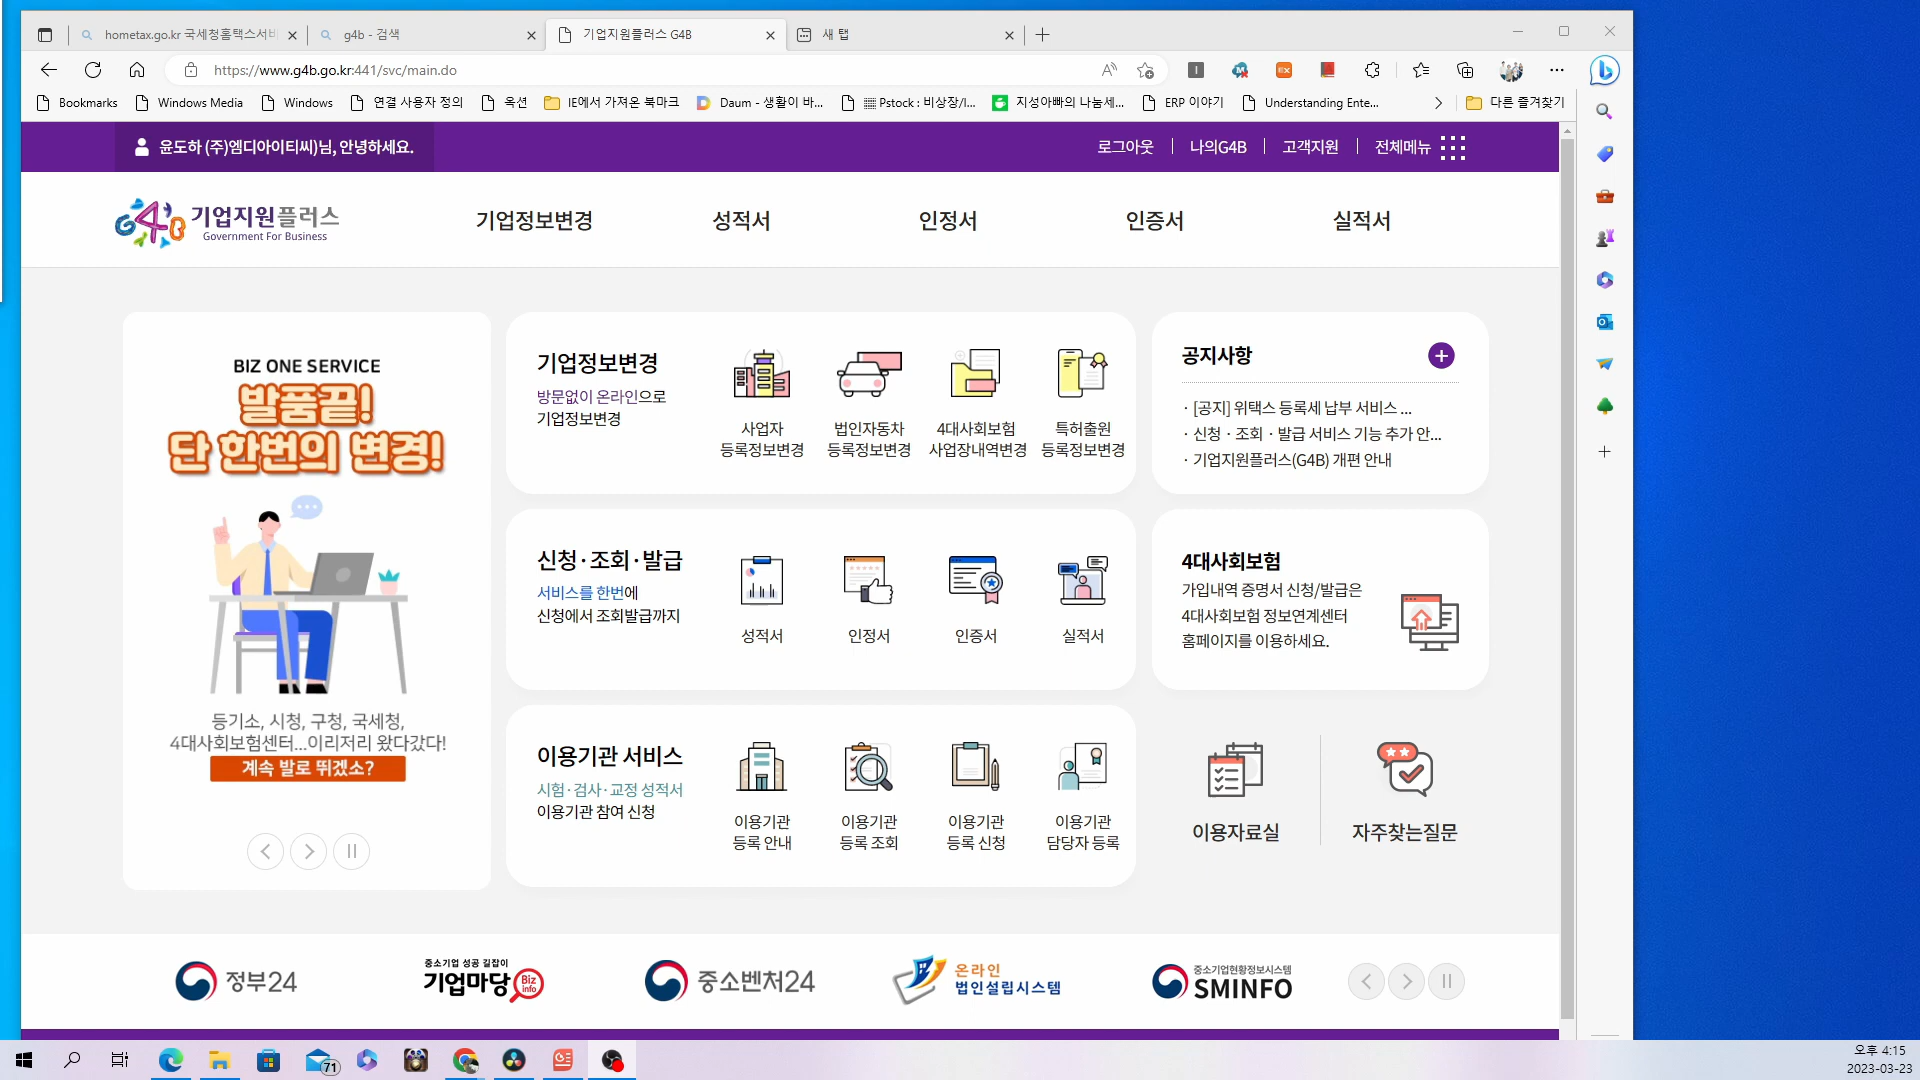 hometax.go.kr 국세청홈택스서비
g4b - 검색
기업지원플러스 G4B
새 탭
https://www.g4b.go.kr:441/svc/main.do
Bookmarks
Windows Media
Windows
연결 사용자 정의
옥션
IE에서 가져온 북마크
Daum - 생활이 바...
Pstock : 비상장/I...
지성아빠의 나눔세...
ERP 이야기
Understanding Ente...
다른 즐겨찾기
윤도하 (주)엠디아이티씨)님, 안녕하세요.
로그아웃
나의G4B
고객지원
전체메뉴
G4B 기업지원플러스
Government For Business
기업정보변경
성적서
인정서
인증서
실적서
BIZ ONE SERVICE
발품끝!
단 한번의 변경!
등기소, 시청, 구청, 국세청,
4대사회보험센터...이리저리 왔다갔다!
계속 발로 뛰겠소?
기업정보변경
방문없이 온라인으로
기업정보변경
사업자
등록정보변경
법인자동차
등록정보변경
4대사회보험
사업장내역변경
특허출원
등록정보변경
공지사항
· [공지] 위택스 등록세 납부 서비스 ...
· 신청ㆍ조회ㆍ발급 서비스 기능 추가 안...
· 기업지원플러스(G4B) 개편 안내
신청·조회·발급
서비스를 한번에
신청에서 조회발급까지
성적서
인정서
인증서
실적서
4대사회보험
가입내역 증명서 신청/발급은
4대사회보험 정보연계센터
홈페이지를 이용하세요.
이용기관 서비스
시험·검사·교정 성적서
이용기관 참여 신청
이용기관
등록 안내
이용기관
등록 조회
이용기관
등록 신청
이용기관
담당자 등록
이용자료실
자주찾는질문
정부24
중소기업 성공 길잡이
기업마당 Biz info
중소벤처24
온라인
법인설립시스템
중소기업현황정보시스템
SMINFO
71
오후 4:15
2023-03-23